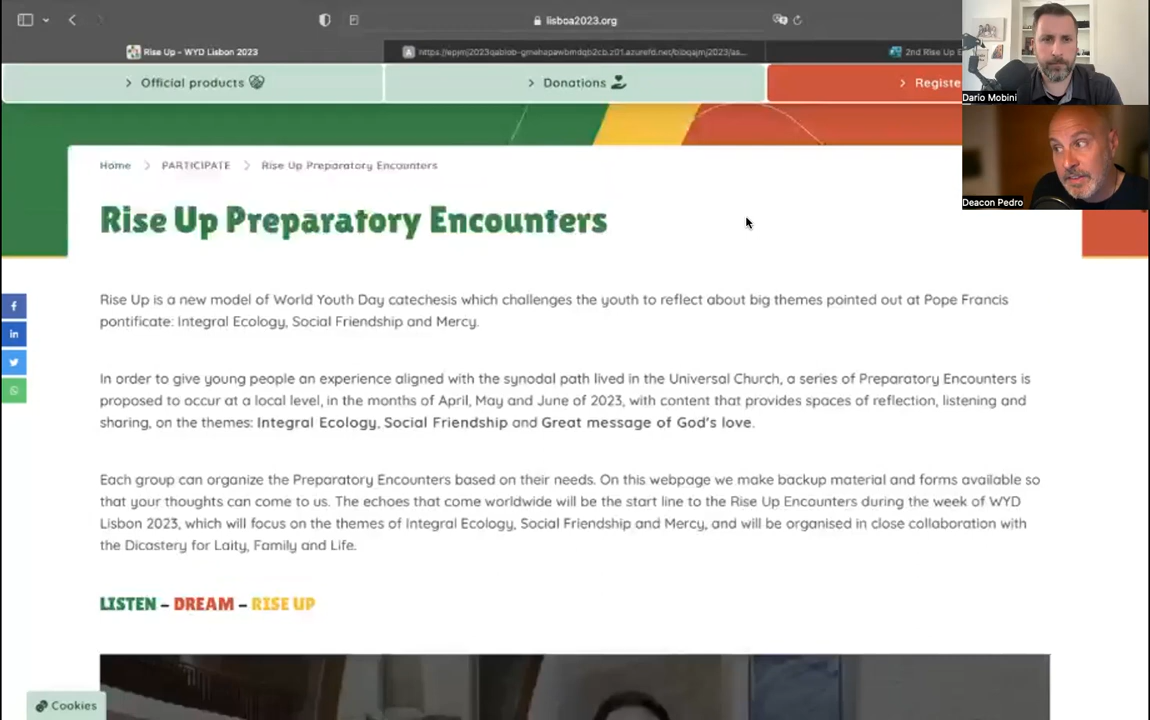 lisboa2023.org
Rise Up - WYD Lisbon 2023
2nd Rise Up E
Official products
Donations
Registe
Dario Mobini
Deacon Pedro
Home > PARTICIPATE > Rise Up Preparatory Encounters
Rise Up Preparatory Encounters
Rise Up is a new model of World Youth Day catechesis which challenges the youth to reflect about big themes pointed out at Pope Francis
pontificate: Integral Ecology, Social Friendship and Mercy.
In order to give young people an experience aligned with the synodal path lived in the Universal Church, a series of Preparatory Encounters is
proposed to occur at a local level, in the months of April, May and June of 2023, with content that provides spaces of reflection, listening and
sharing, on the themes: Integral Ecology, Social Friendship and Great message of God's love.
Each group can organize the Preparatory Encounters based on their needs. On this webpage we make backup material and forms available so
that your thoughts can come to us. The echoes that come worldwide will be the start line to the Rise Up Encounters during the week of WYD
Lisbon 2023, which will focus on the themes of Integral Ecology, Social Friendship and Mercy, and will be organised in close collaboration with
the Dicastery for Laity, Family and Life.
LISTEN – DREAM – RISE UP
Cookies